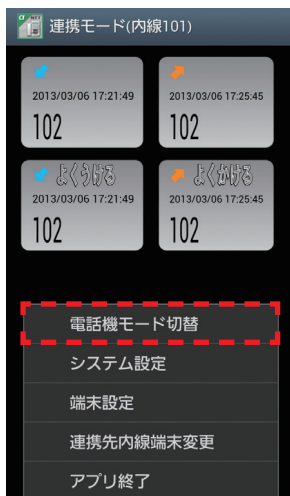 連携モード(内線101)
2013/03/06 17:21:49
102
2013/03/06 17:25:45
102
よくうける
2013/03/06 17:21:49
102
よくかける
2013/03/06 17:25:45
102
電話機モード切替
システム設定
端末設定
連携先内線端末変更
アプリ終了